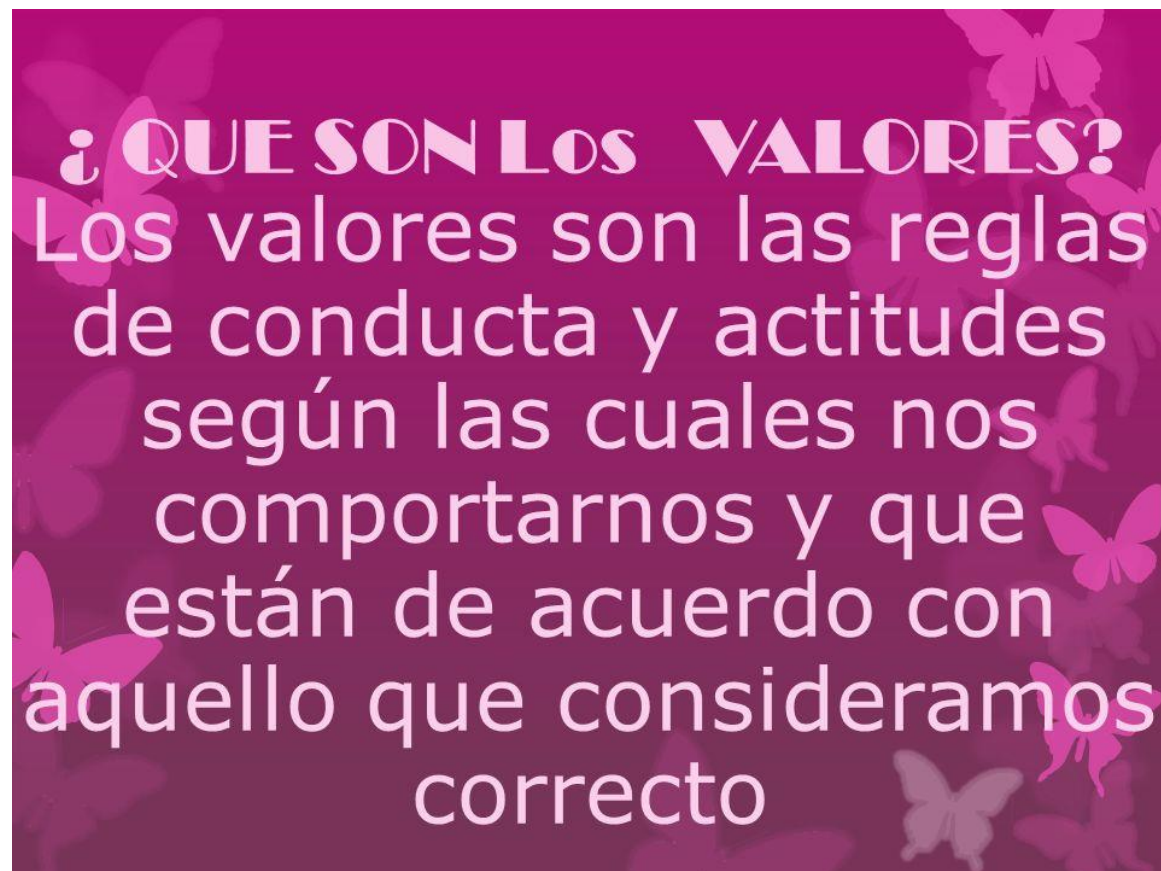 ¿ QUE SON Los VALORES?
Los valores son las reglas
de conducta y actitudes
según las cuales nos
comportarnos y que
están de acuerdo con
aquello que consideramos
correcto